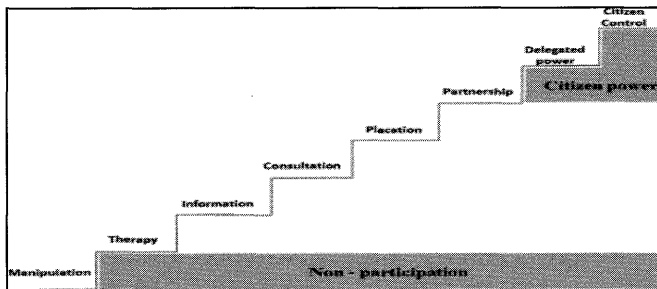 Citizen
Control
Delegated
power
Citizen power
Partnership
Placation
Consultation
Information
Therapy
Manipulation
Non - participation